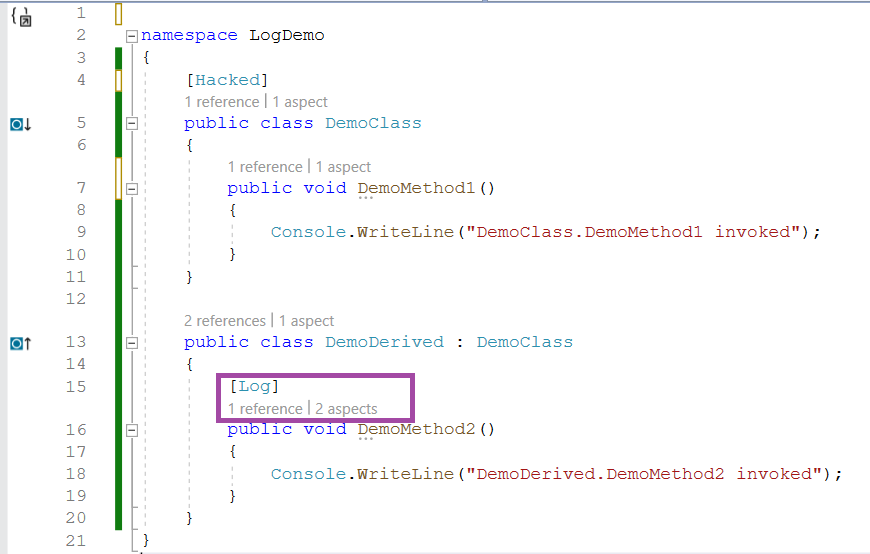 1
2 namespace LogDemo
3 {
4 [Hacked]
1 reference | 1 aspect
5 public class DemoClass
6 {
1 reference | 1 aspect
7 public void DemoMethod1()
8 {
9 Console.WriteLine("DemoClass.DemoMethod1 invoked");
10 }
11 }
12
2 references | 1 aspect
13 public class DemoDerived : DemoClass
14 {
15 [Log]
1 reference | 2 aspects
16 public void DemoMethod2()
17 {
18 Console.WriteLine("DemoDerived.DemoMethod2 invoked");
19 }
20 }
21 }